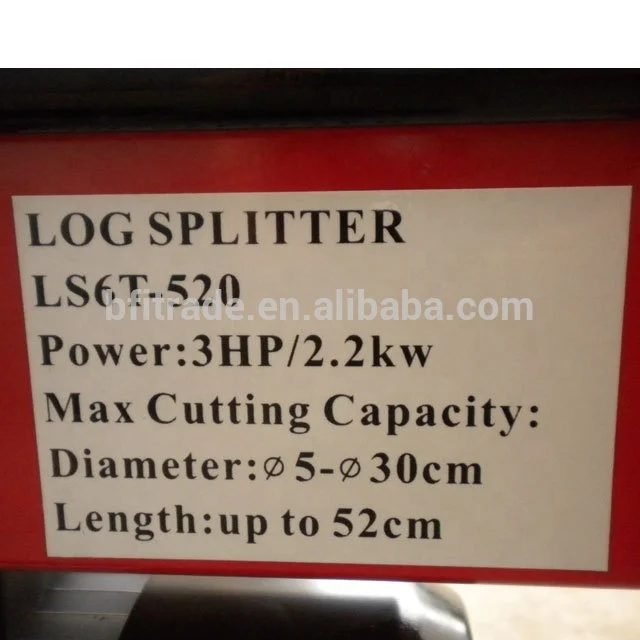 LOG SPLITTER
LS6T-520
bfitrade.en.alibaba.com
Power:3HP/2.2kw
Max Cutting Capacity:
Diameter:⌀5-⌀30cm
Length:up to 52cm